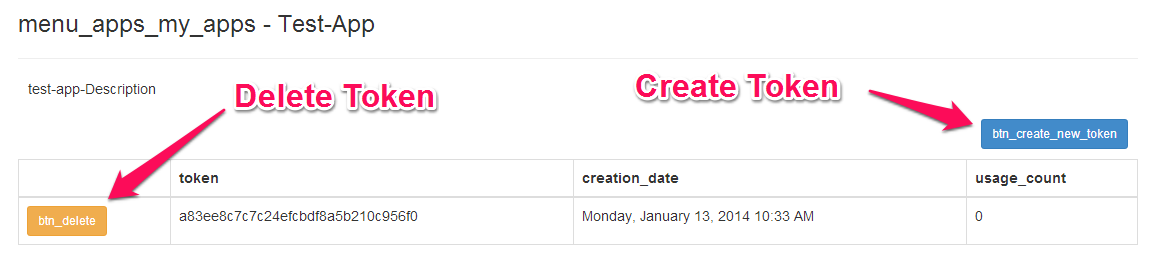 menu_apps_my_apps - Test-App
test-app-Description
Delete Token
Create Token
btn_create_new_token
token creation_date usage_count
btn_delete a83ee8c7c7c24efcbdf8a5b210c956f0 Monday, January 13, 2014 10:33 AM 0